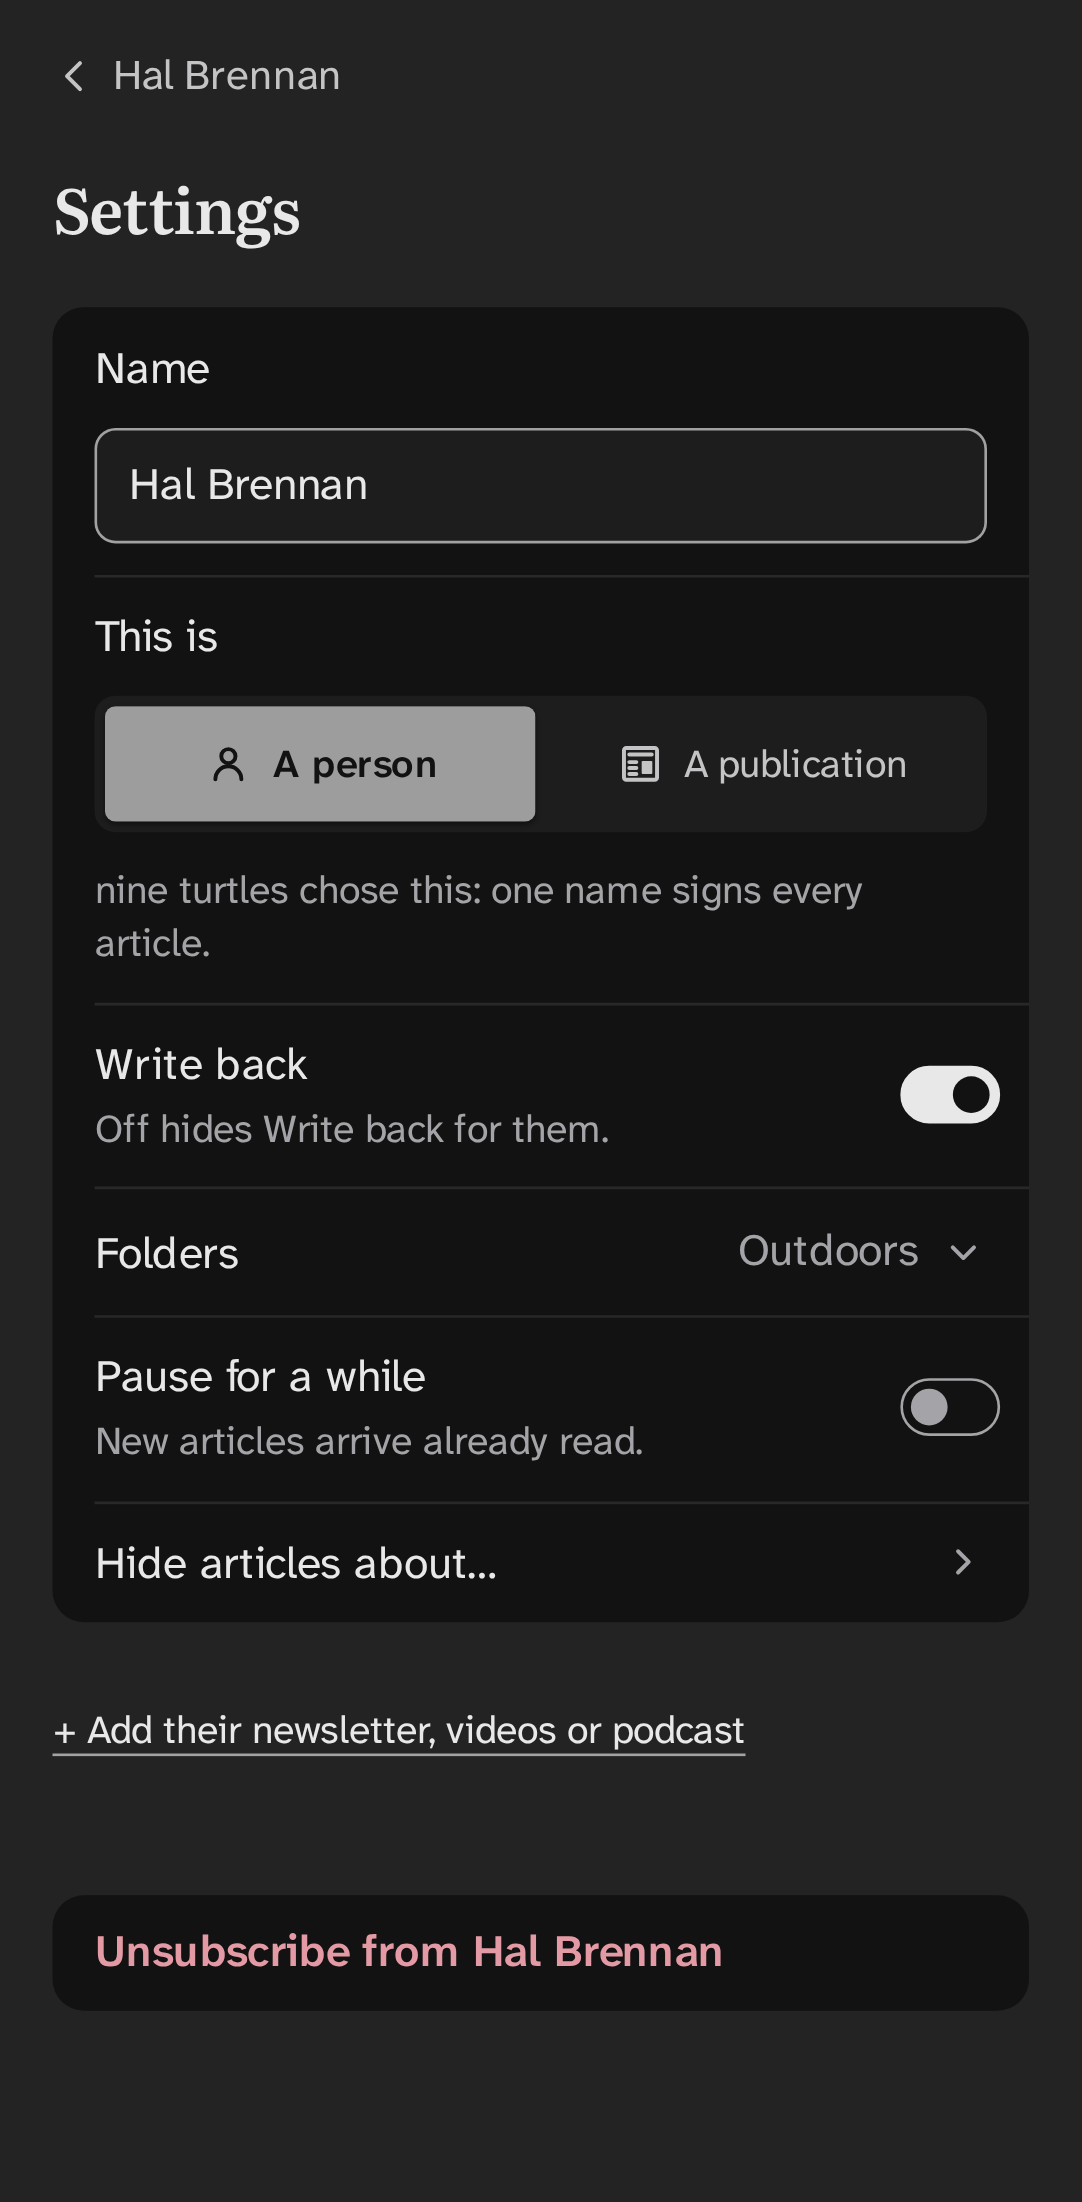 Hal Brennan
Settings
Name
Hal Brennan
This is
A person
A publication
nine turtles chose this: one name signs every
article.
Write back
Off hides Write back for them.
Folders
Outdoors
Pause for a while
New articles arrive already read.
Hide articles about...
+ Add their newsletter, videos or podcast
Unsubscribe from Hal Brennan